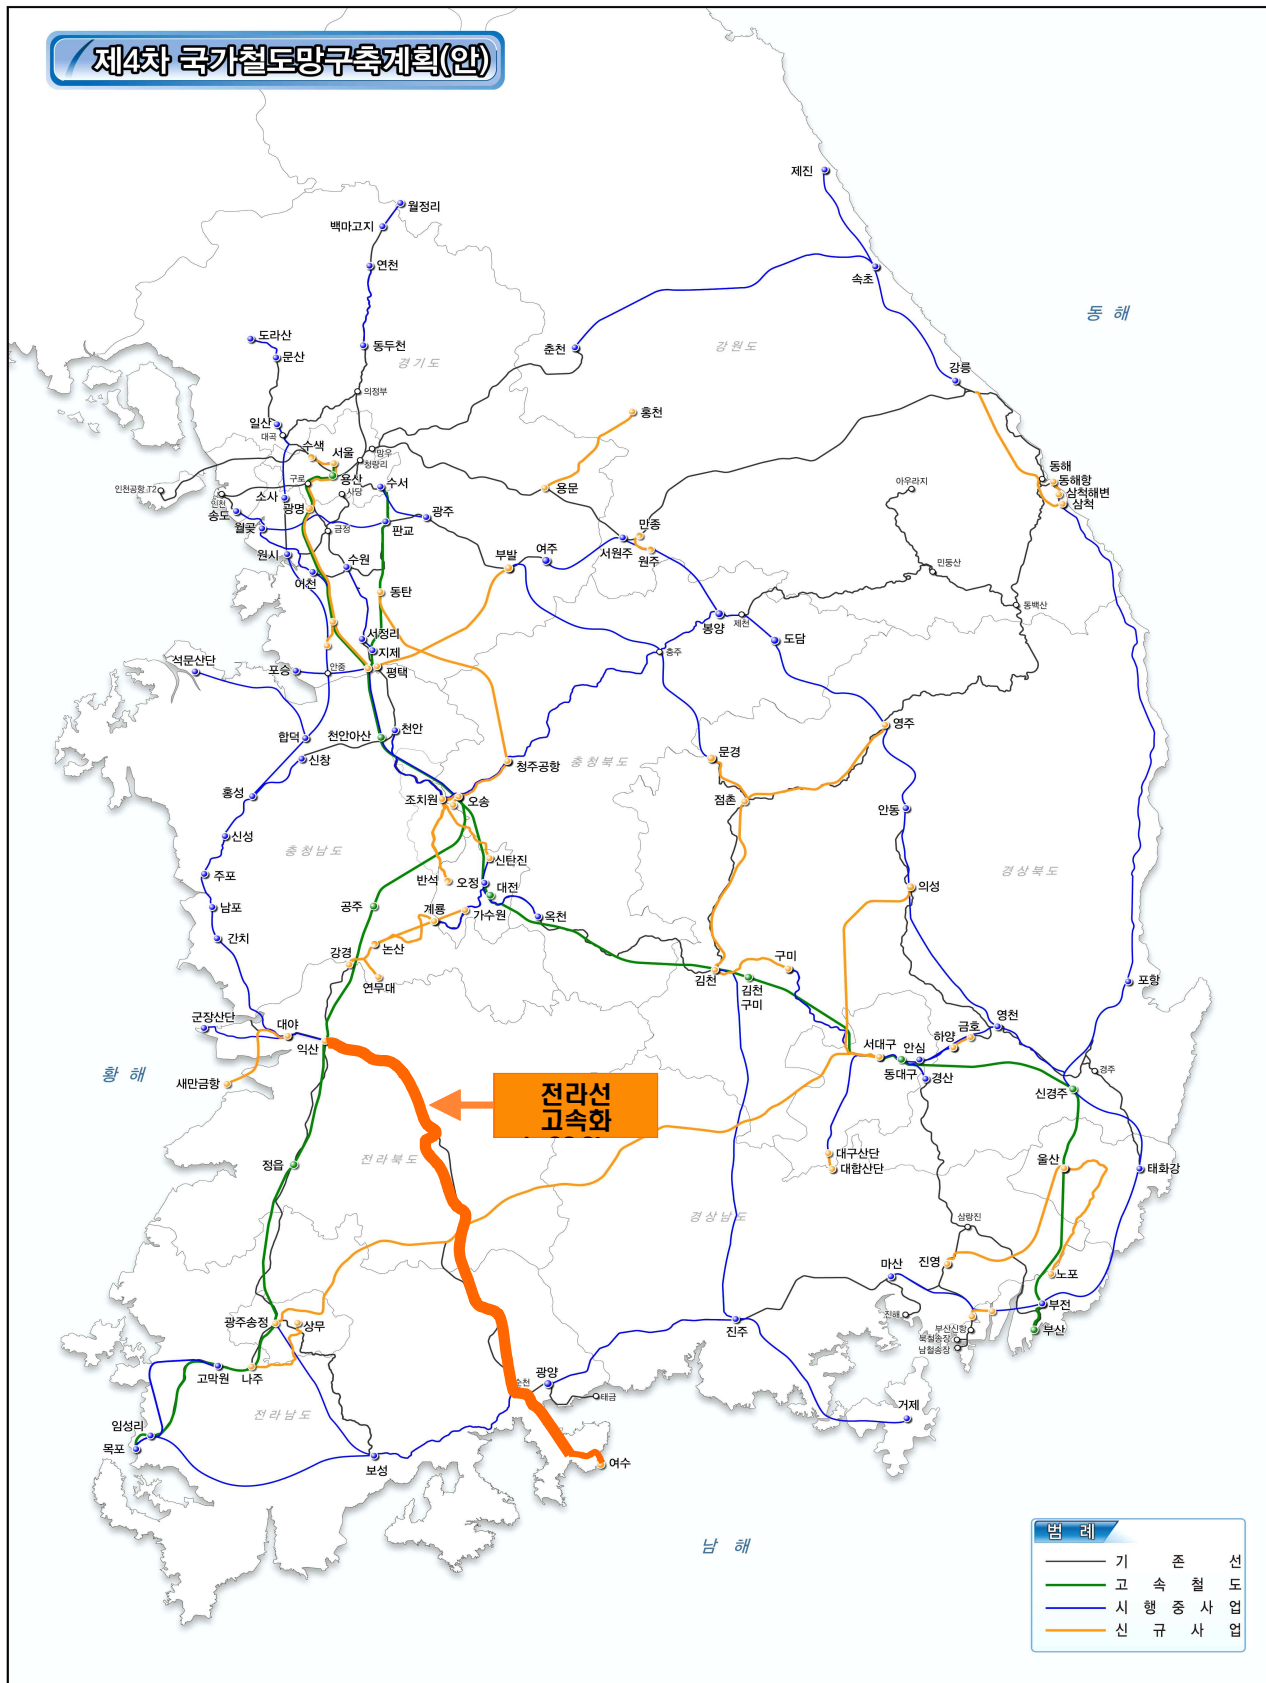 제4차 국가철도망구축계획(안)
제진
월정리
백마고지
연천
속초
동 해
도라산
문산
동두천
경기도
춘천
강원도
강릉
의정부
일산
대곡
홍천
수색
서울
망우
청량리
인천공항.T2
구로
용산
사당
수서
용문
아우라지
동해
동해항
삼척해변
삼척
인천
송도
소사
광명
월곶
금정
판교
광주
만종
원시
수원
어천
부발
여주
서원주
원주
민둥산
동탄
동백산
서정리
지제
봉양
제천
도담
석문산단
포승
안중
평택
충주
합덕
천안아산
천안
신창
영주
문경
청주공항
충청북도
홍성
조치원
오송
점촌
안동
신성
충청남도
신탄진
주포
반석
오정
대전
경상북도
의성
남포
공주
계룡
가수원
옥천
간치
강경
논산
연무대
구미
김천
김천
구미
포항
군장산단
대야
익산
영천
금호
하양
서대구
안심
동대구
경산
황 해
새만금항
전라선
고속화
신경주
경주
정읍
전라북도
대구산단
대합산단
울산
태화강
경상남도
삼랑진
마산
진영
노포
진해
부산신항
북철송장
남철송장
부전
부산
광주송정
상무
진주
고막원
나주
순천
광양
태금
거제
전라남도
임성리
목포
보성
여수
남 해
범 례
기 존 선
고 속 철 도
시 행 중 사 업
신 규 사 업